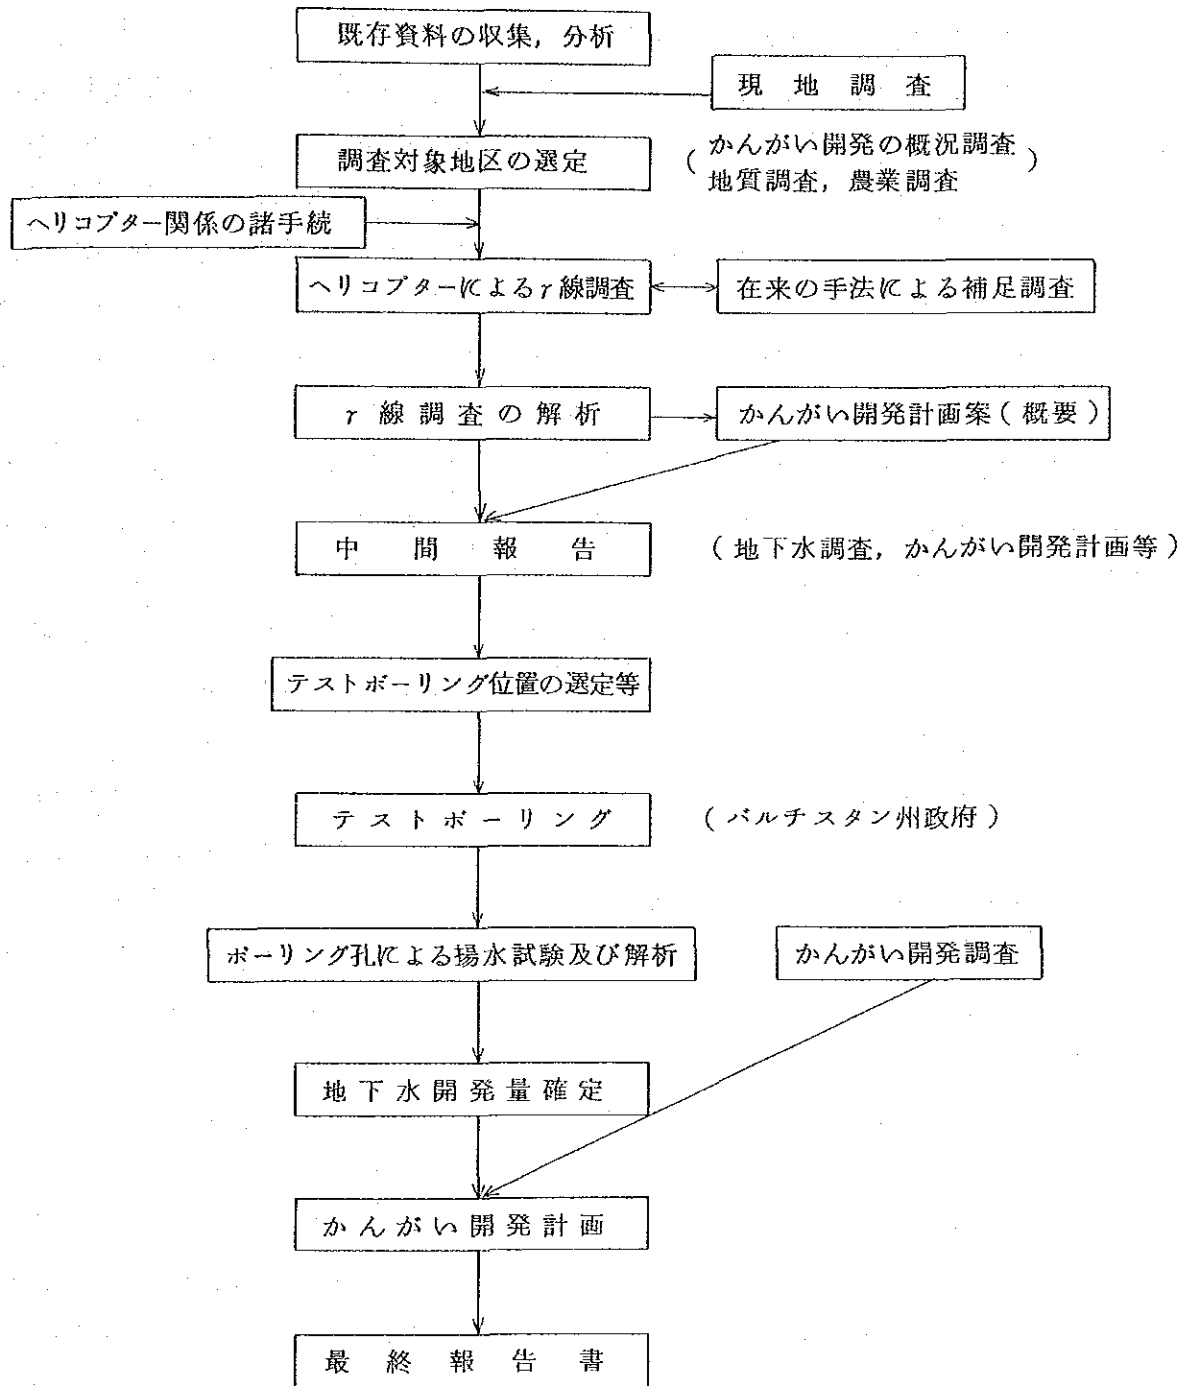 既存資料の収集，分析
現地調査
調査対象地区の選定
（かんがい開発の概況調査
地質調査，農業調査）
ヘリコプター関係の諸手続
ヘリコプターによるγ線調査
在来の手法による補足調査
γ線調査の解析
かんがい開発計画案（概要）
中間報告
（地下水調査，かんがい開発計画等）
テストボーリング位置の選定等
テストボーリング
（バルチスタン州政府）
ボーリング孔による揚水試験及び解析
かんがい開発調査
地下水開発量確定
かんがい開発計画
最終報告書